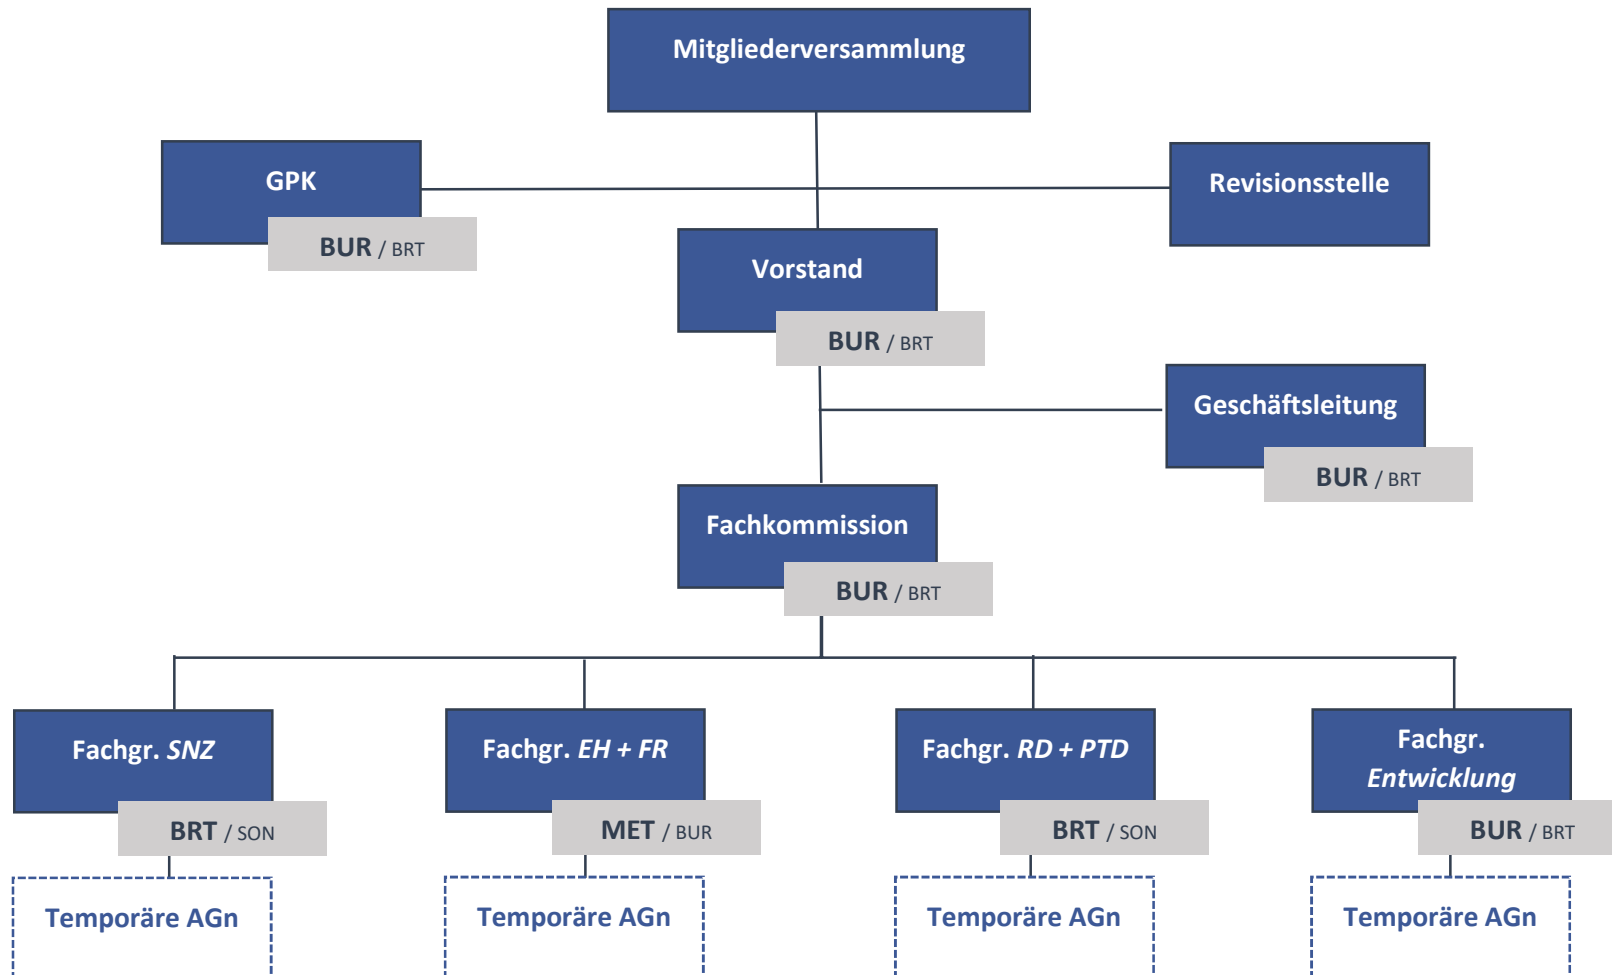 Mitgliederversammlung
GPK
Revisionsstelle
BUR / BRT
Vorstand
BUR / BRT
Geschäftsleitung
BUR / BRT
Fachkommission
BUR / BRT
Fachgr. SNZ
Fachgr. EH + FR
Fachgr. RD + PTD
Fachgr.
Entwicklung
BRT / SON
MET / BUR
BRT / SON
BUR / BRT
Temporäre AGn
Temporäre AGn
Temporäre AGn
Temporäre AGn